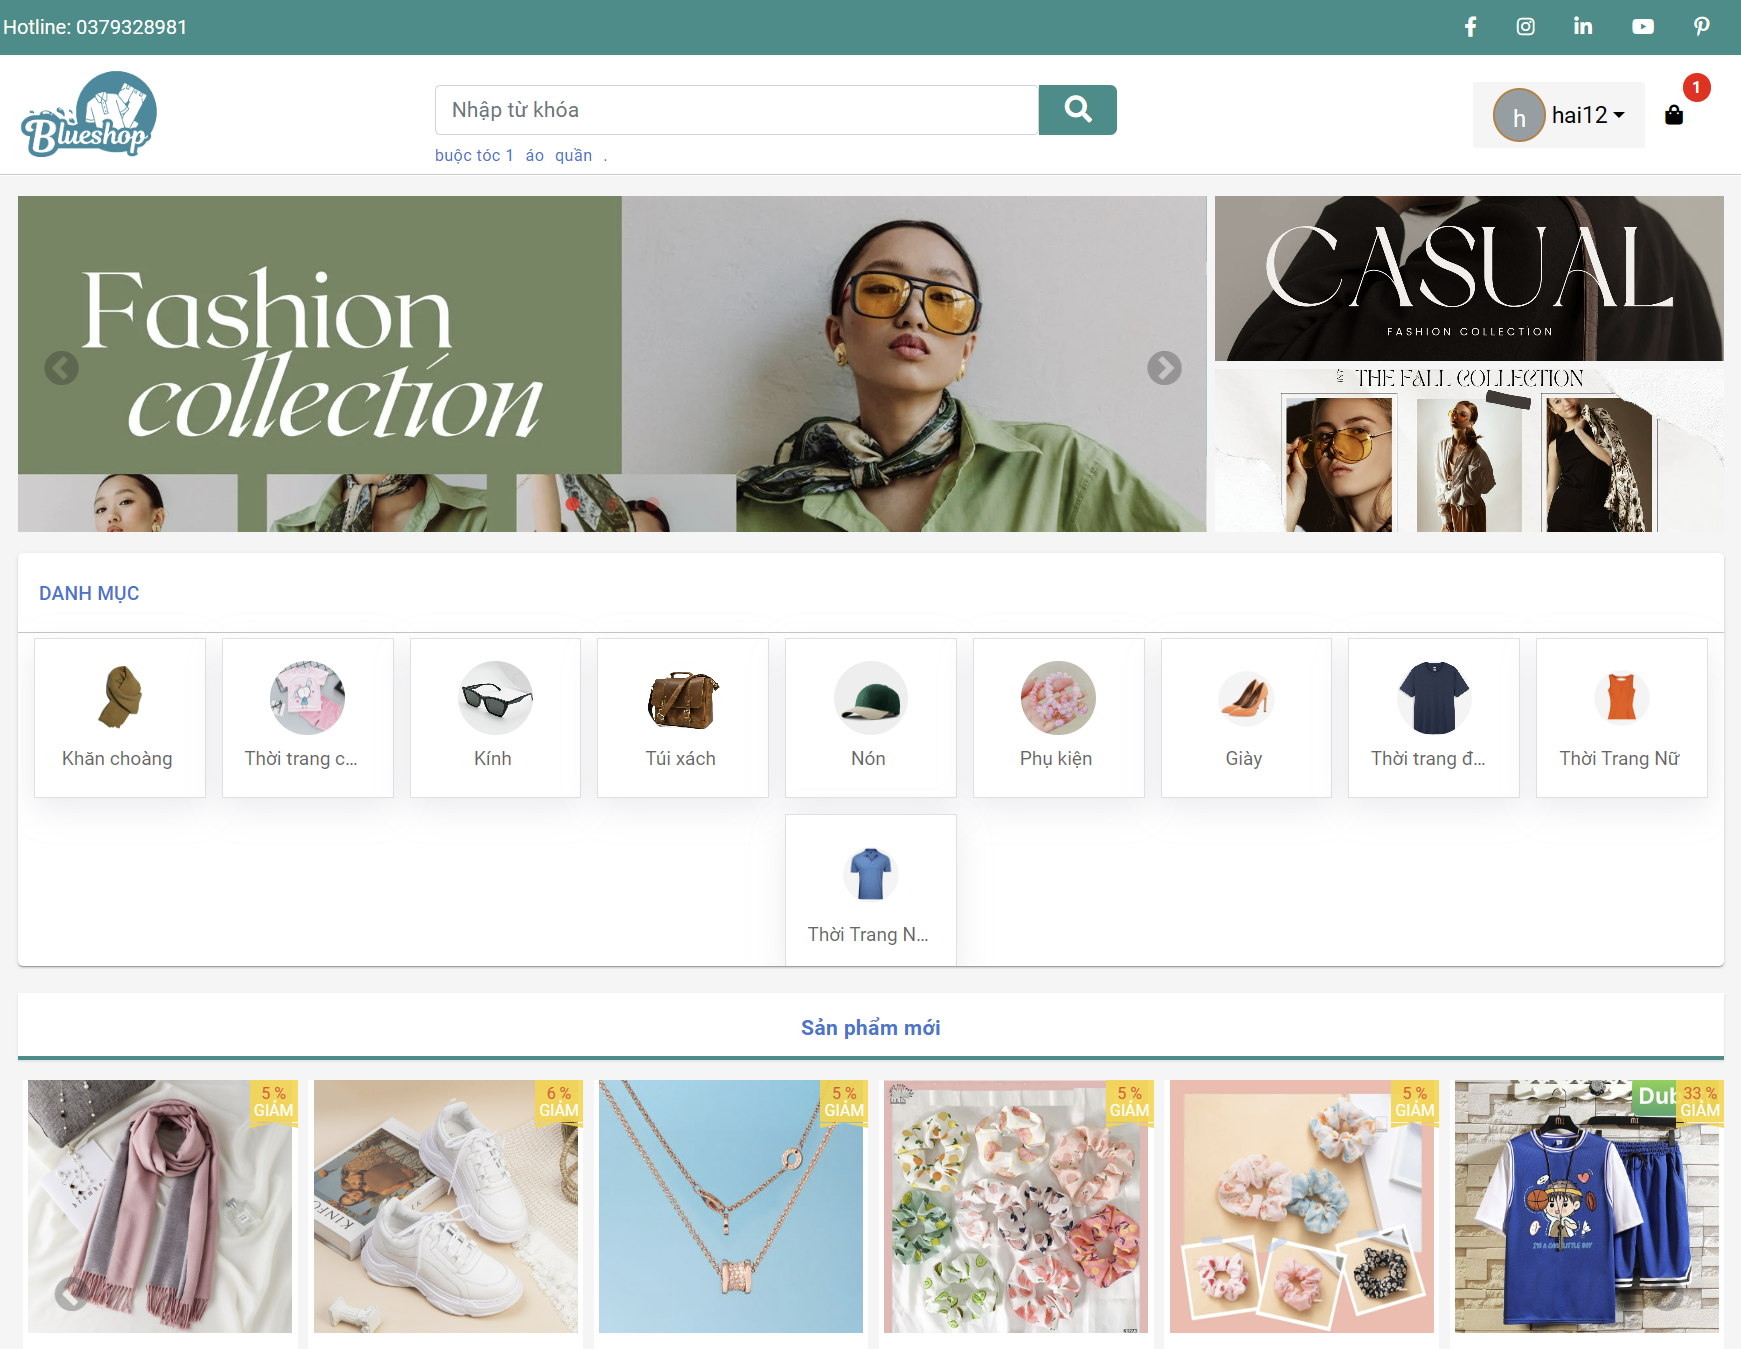 Hotline: 0379328981
Blueshop
Nhập từ khóa
buộc tóc 1 áo quần .
h hai12
1
Fashion
collection
CASUAL
FASHION COLLECTION
THE FALL COLLECTION
DANH MỤC
Khăn choàng
Thời trang c...
Kính
Túi xách
Nón
Phụ kiện
Giày
Thời trang đ...
Thời Trang Nữ
Thời Trang N...
Sản phẩm mới
5 %
GIẢM
6 %
GIẢM
5 %
GIẢM
5 %
GIẢM
5 %
GIẢM
Dub
33 %
GIẢM
KINFO